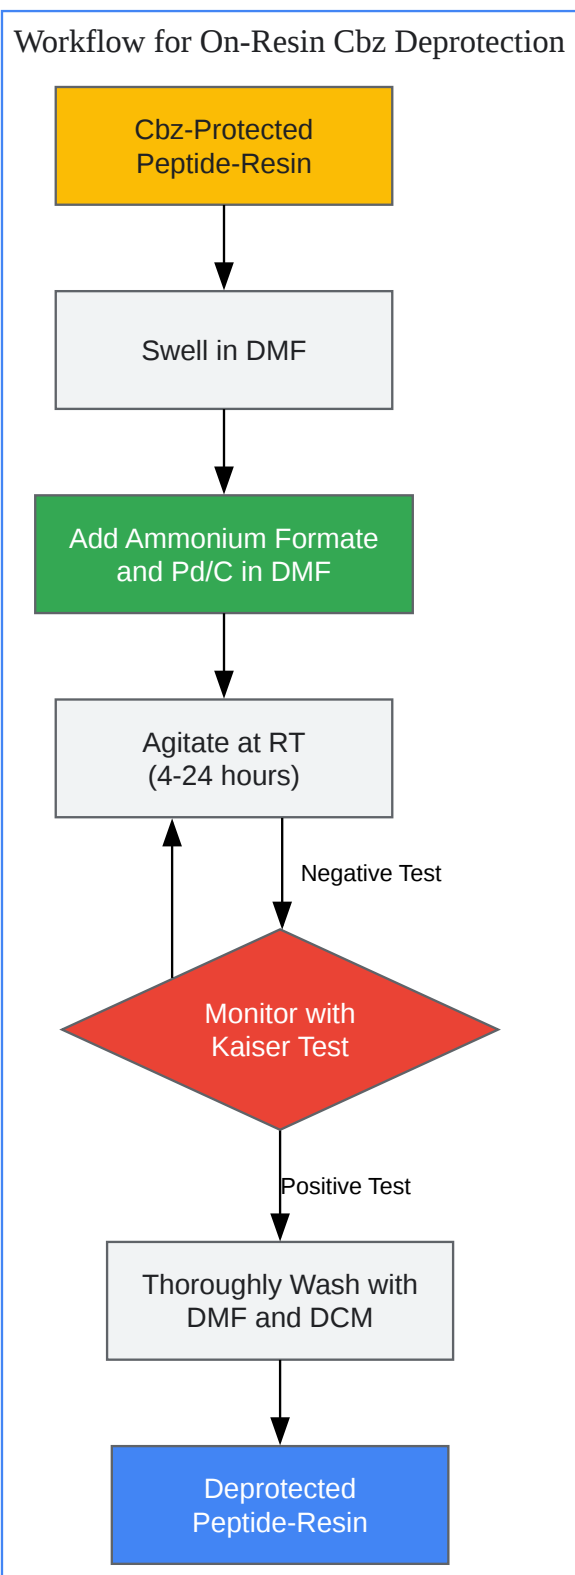 Workflow for On-Resin Cbz Deprotection
Cbz-Protected
Peptide-Resin
Swell in DMF
Add Ammonium Formate
and Pd/C in DMF
Agitate at RT
(4-24 hours)
Negative Test
Monitor with
Kaiser Test
Positive Test
Thoroughly Wash with
DMF and DCM
Deprotected
Peptide-Resin